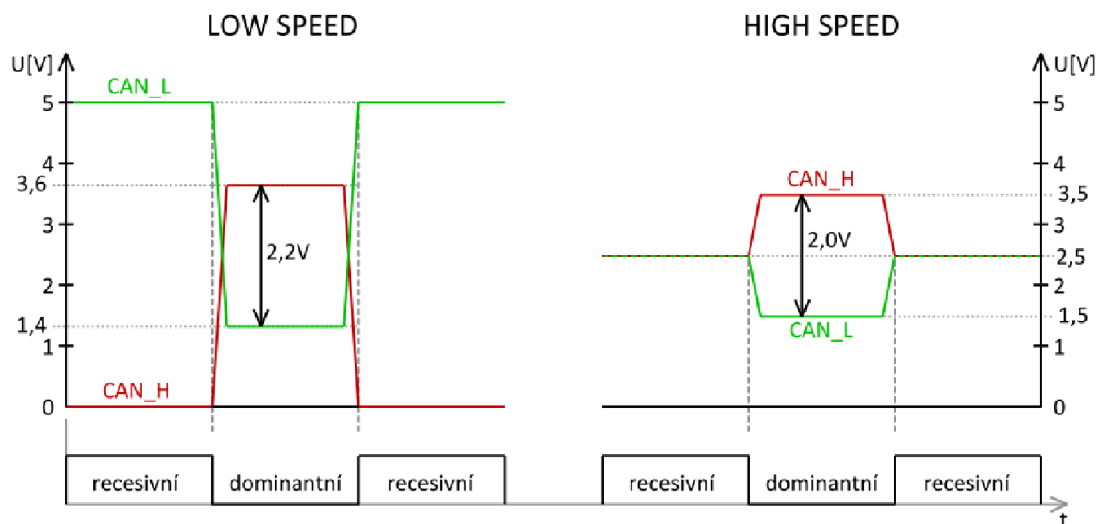 LOW SPEED
HIGH SPEED
U[V]
CAN_L
5
4
3,6
3
2,2V
2
1,4
1
CAN_H
0
U[V]
5
4
CAN_H
3,5
3
2,0V
2,5
2
1,5
CAN_L
1
0
recesivní
dominantní
recesivní
recesivní
dominantní
recesivní
t